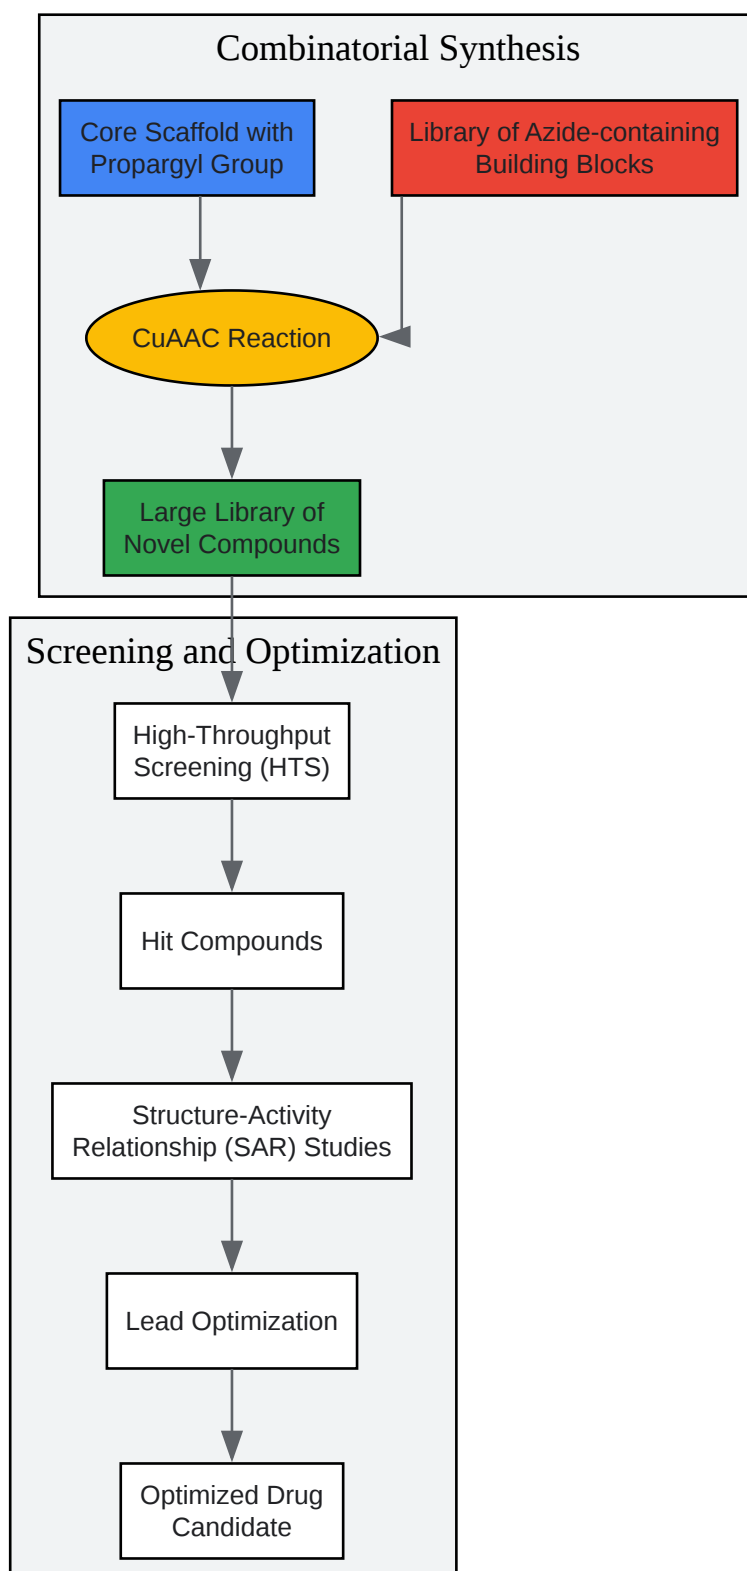 Combinatorial Synthesis
Core Scaffold with
Propargyl Group
Library of Azide-containing
Building Blocks
CuAAC Reaction
Large Library of
Novel Compounds
Screening and Optimization
High-Throughput
Screening (HTS)
Hit Compounds
Structure-Activity
Relationship (SAR) Studies
Lead Optimization
Optimized Drug
Candidate